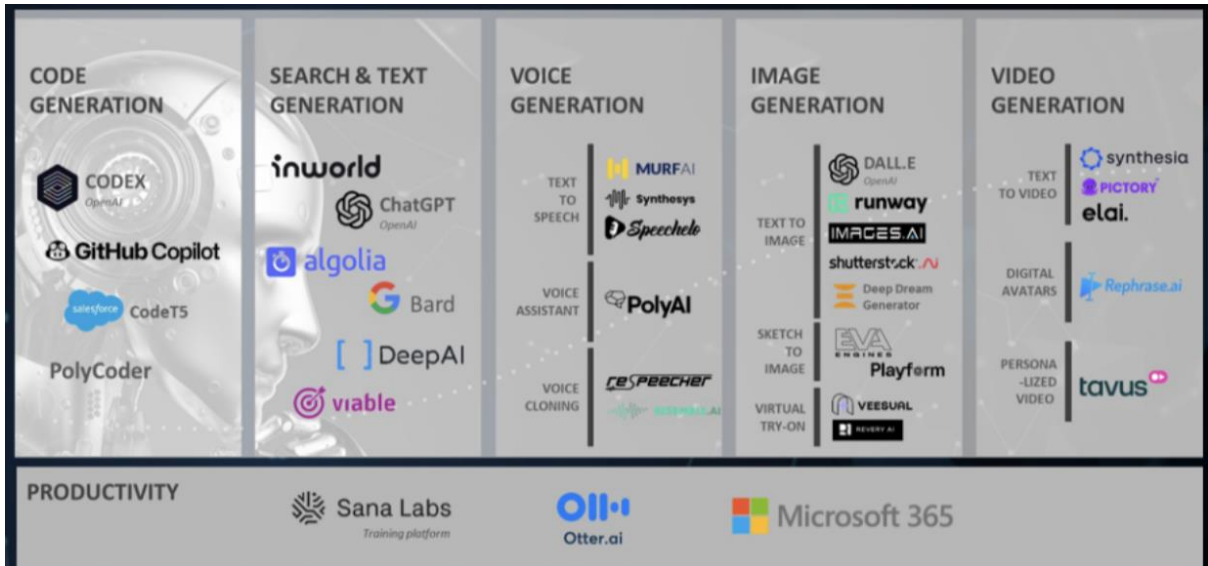 CODE
GENERATION
CODEX
OpenAI
GitHub Copilot
salesforce CodeT5
PolyCoder
SEARCH & TEXT
GENERATION
inworld
ChatGPT
OpenAI
algolia
Bard
[ ] DeepAI
viable
VOICE
GENERATION
TEXT
TO
SPEECH
MURFAI
Synthesys
Speechelo
VOICE
ASSISTANT
PolyAI
VOICE
CLONING
RESPEECHER
IMAGE
GENERATION
TEXT TO
IMAGE
DALL.E
OpenAI
runway
IMAGES.AI
shutterstock.AI
Deep Dream
Generator
SKETCH
TO
IMAGE
EVA
ENGINES
Playform
VIRTUAL
TRY-ON
VEESUAL
REVERY AI
VIDEO
GENERATION
TEXT
TO VIDEO
synthesia
PICTORY
elai.
DIGITAL
AVATARS
Rephrase.ai
PERSONA
-LIZED
VIDEO
tavus
PRODUCTIVITY
Sana Labs
Training platform
Otter.ai
Microsoft 365